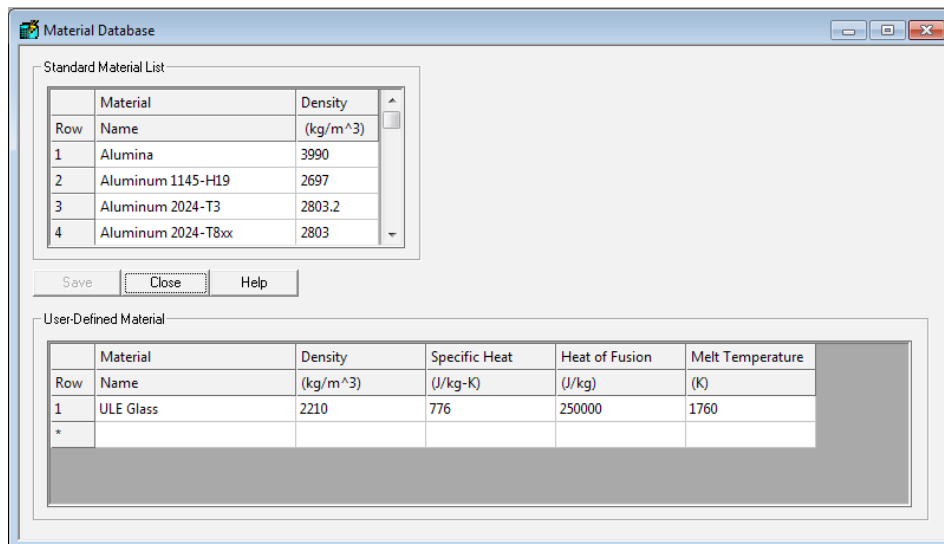 Material Database
Standard Material List
Material Density
Row Name (kg/m^3)
1 Alumina 3990
2 Aluminum 1145-H19 2697
3 Aluminum 2024-T3 2803.2
4 Aluminum 2024-T8xx 2803
Save Close Help
User-Defined Material
Material Density Specific Heat Heat of Fusion Melt Temperature
Row Name (kg/m^3) (J/kg-K) (J/kg) (K)
1 ULE Glass 2210 776 250000 1760
*